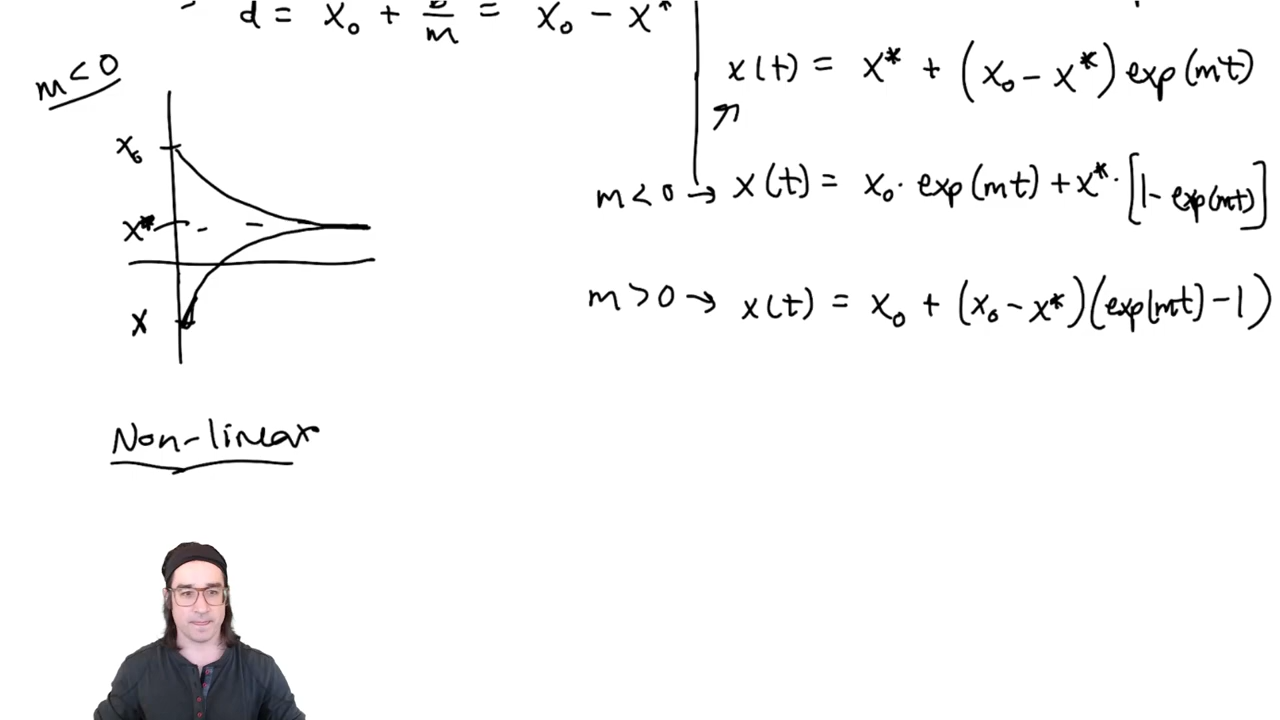 d = x₀ + b/m = x₀ - x*
m < 0
x(t) = x* + (x₀ - x*) exp(mt)
x₀
m < 0 → x(t) = x₀ · exp(mt) + x* · [1 - exp(mt)]
x*
m > 0 → x(t) = x₀ + (x₀ - x*)(exp(mt) - 1)
x
Non-linear